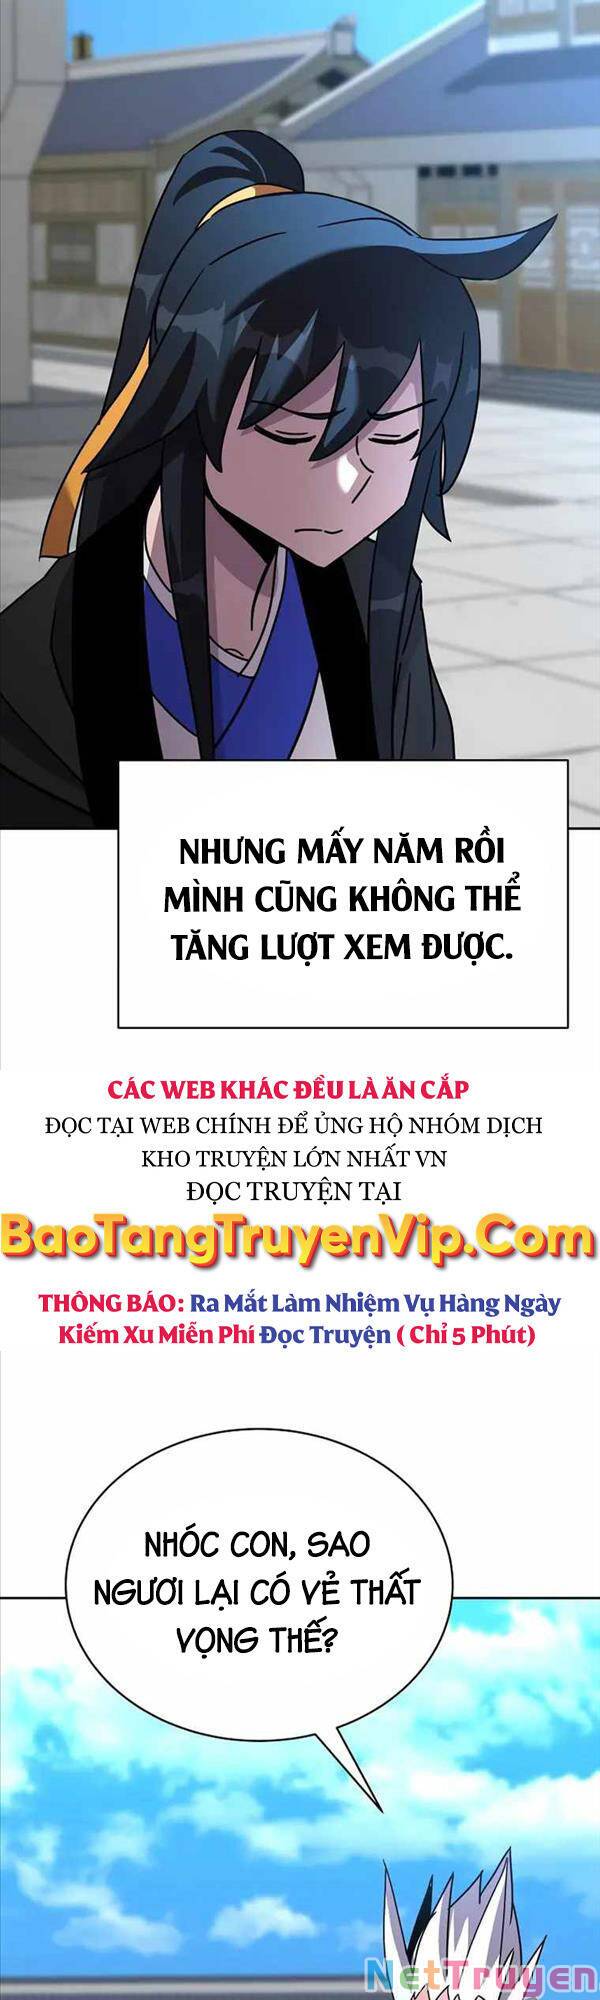 NHƯNG MẤY NĂM RỒI
MÌNH CŨNG KHÔNG THỂ
TĂNG LƯỢT XEM ĐƯỢC.
CÁC WEB KHÁC ĐỀU LÀ ĂN CẮP
ĐỌC TẠI WEB CHÍNH ĐỂ ỦNG HỘ NHÓM DỊCH
KHO TRUYỆN LỚN NHẤT VN
ĐỌC TRUYỆN TẠI
BaoTangTruyenVip.Com
THÔNG BÁO: Ra Mắt Làm Nhiệm Vụ Hàng Ngày
Kiếm Xu Miễn Phí Đọc Truyện ( Chỉ 5 Phút)
NHÓC CON, SAO
NGƯƠI LẠI CÓ VẺ THẤT
VỌNG THẾ?
NetTruyen